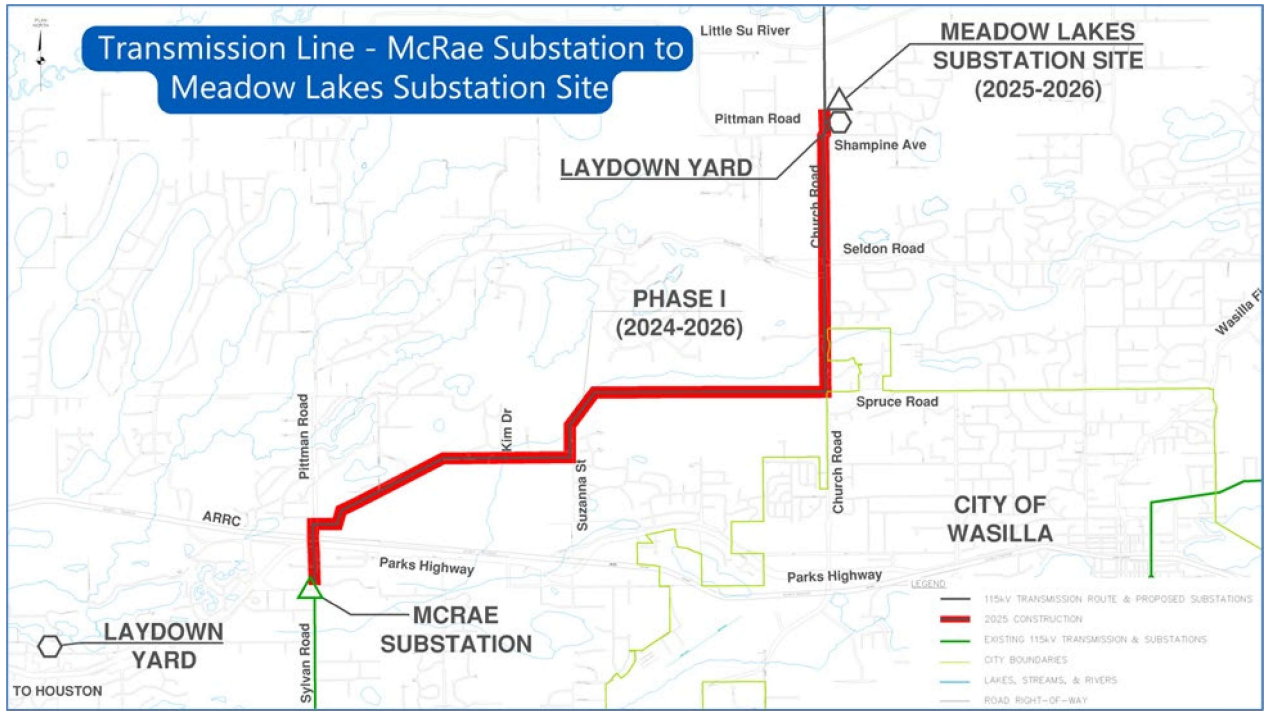 PLAN
NORTH
Transmission Line - McRae Substation to
Meadow Lakes Substation Site
Little Su River
MEADOW LAKES
SUBSTATION SITE
(2025-2026)
Pittman Road
Shampine Ave
LAYDOWN YARD
Church Road
Seldon Road
PHASE I
(2024-2026)
Wasilla Fi
Spruce Road
Pittman Road
Kim Dr
Suzanna St
Church Road
CITY OF
WASILLA
ARRC
Parks Highway
Parks Highway
MCRAE
SUBSTATION
LAYDOWN
YARD
Sylvan Road
TO HOUSTON
LEGEND
115kV TRANSMISSION ROUTE & PROPOSED SUBSTATIONS
2025 CONSTRUCTION
EXISTING 115kV TRANSMISSION & SUBSTATIONS
CITY BOUNDARIES
LAKES, STREAMS, & RIVERS
ROAD RIGHT-OF-WAY